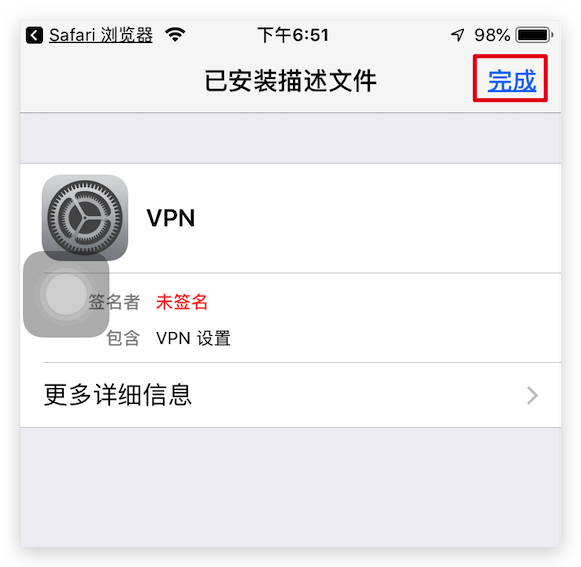 Safari 浏览器 下午6:51 98%
已安装描述文件 完成
VPN
签名者 未签名
包含 VPN 设置
更多详细信息